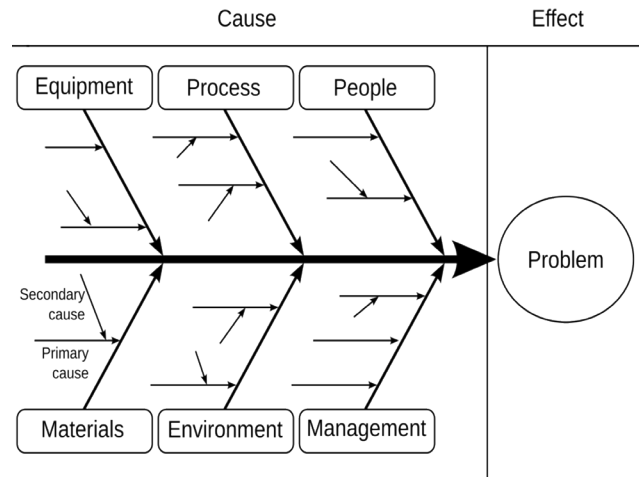 Cause
Effect
Equipment
Process
People
Problem
Secondary
cause
Primary
cause
Materials
Environment
Management